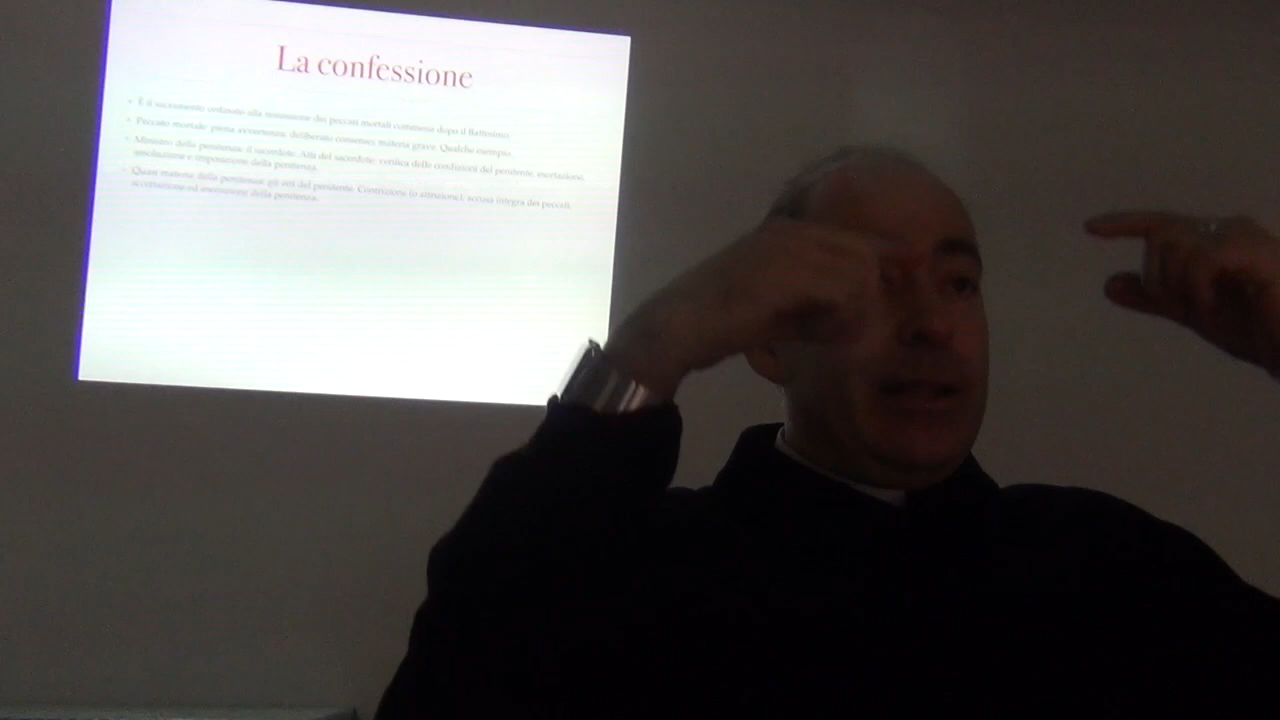 La confessione
È il sacramento ordinato alla remissione dei peccati mortali commessi dopo il Battesimo
Peccato mortale: piena avvertenza, deliberato consenso, materia grave. Qualche esempio
Ministro della penitenza: il sacerdote. Atti del sacerdote: verifica delle condizioni del penitente, esortazione,
assoluzione e imposizione della penitenza.
Quasi materia della penitenza: gli atti del penitente. Contrizione (o attrizione), accusa integra dei peccati,
accettazione ed esecuzione della penitenza.